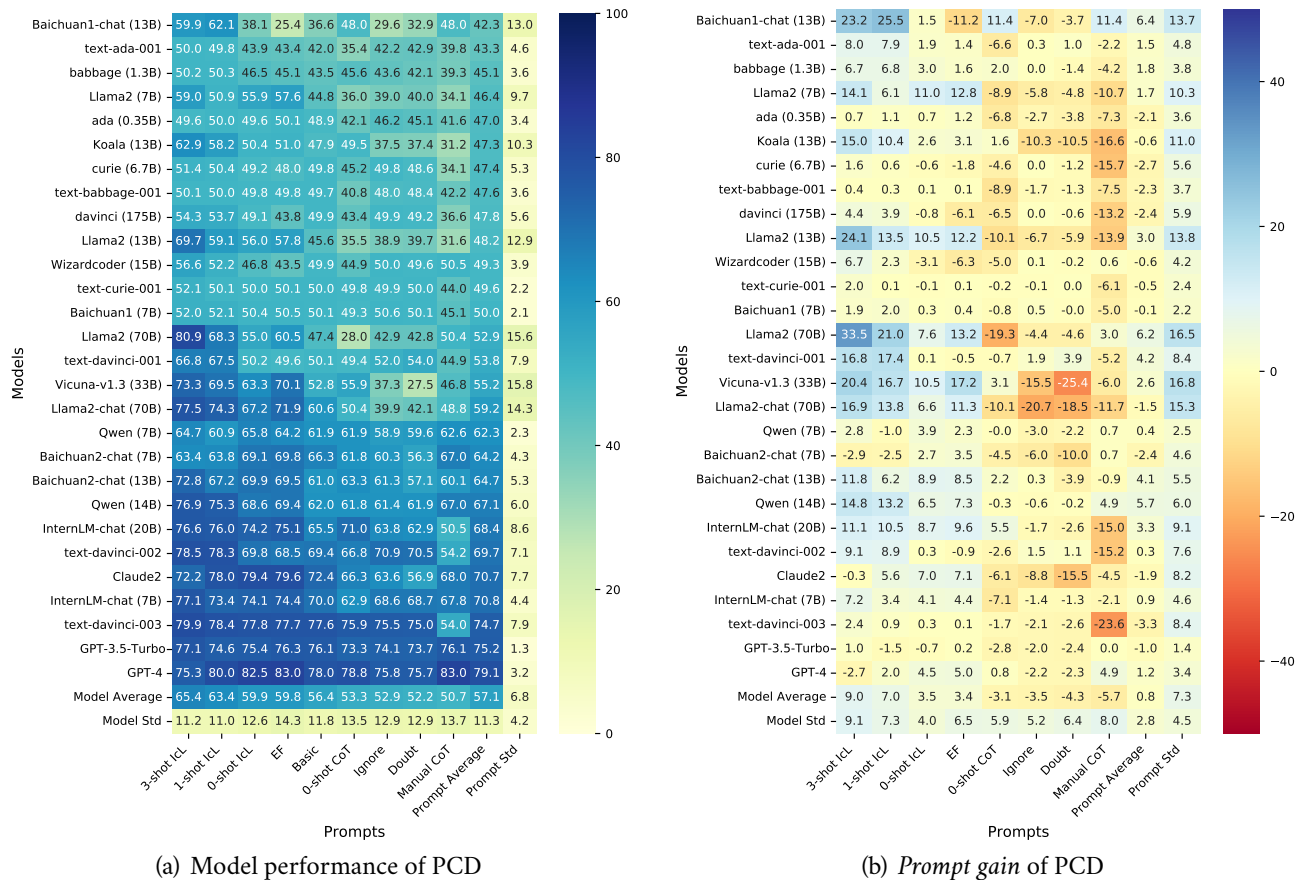 Baichuan1-chat (13B) 59.9 62.1 38.1 25.4 36.6 48.0 29.6 32.9 48.0 42.3 13.0
text-ada-001 50.0 49.8 43.9 43.4 42.0 35.4 42.2 42.9 39.8 43.3 4.6
babbage (1.3B) 50.2 50.3 46.5 45.1 43.5 45.6 43.6 42.1 39.3 45.1 3.6
Llama2 (7B) 59.0 50.9 55.9 57.6 44.8 36.0 39.0 40.0 34.1 46.4 9.7
ada (0.35B) 49.6 50.0 49.6 50.1 48.9 42.1 46.2 45.1 41.6 47.0 3.4
Koala (13B) 62.9 58.2 50.4 51.0 47.9 49.5 37.5 37.4 31.2 47.3 10.3
curie (6.7B) 51.4 50.4 49.2 48.0 49.8 45.2 49.8 48.6 34.1 47.4 5.3
text-babbage-001 50.1 50.0 49.8 49.8 49.7 40.8 48.0 48.4 42.2 47.6 3.6
davinci (175B) 54.3 53.7 49.1 43.8 49.9 43.4 49.9 49.2 36.6 47.8 5.6
Llama2 (13B) 69.7 59.1 56.0 57.8 45.6 35.5 38.9 39.7 31.6 48.2 12.9
Wizardcoder (15B) 56.6 52.2 46.8 43.5 49.9 44.9 50.0 49.6 50.5 49.3 3.9
text-curie-001 52.1 50.1 50.0 50.1 50.0 49.8 49.9 50.0 44.0 49.6 2.2
Baichuan1 (7B) 52.0 52.1 50.4 50.5 50.1 49.3 50.6 50.1 45.1 50.0 2.1
Llama2 (70B) 80.9 68.3 55.0 60.5 47.4 28.0 42.9 42.8 50.4 52.9 15.6
text-davinci-001 66.8 67.5 50.2 49.6 50.1 49.4 52.0 54.0 44.9 53.8 7.9
Vicuna-v1.3 (33B) 73.3 69.5 63.3 70.1 52.8 55.9 37.3 27.5 46.8 55.2 15.8
Llama2-chat (70B) 77.5 74.3 67.2 71.9 60.6 50.4 39.9 42.1 48.8 59.2 14.3
Qwen (7B) 64.7 60.9 65.8 64.2 61.9 61.9 58.9 59.6 62.6 62.3 2.3
Baichuan2-chat (7B) 63.4 63.8 69.1 69.8 66.3 61.8 60.3 56.3 67.0 64.2 4.3
Baichuan2-chat (13B) 72.8 67.2 69.9 69.5 61.0 63.3 61.3 57.1 60.1 64.7 5.3
Qwen (14B) 76.9 75.3 68.6 69.4 62.0 61.8 61.4 61.9 67.0 67.1 6.0
InternLM-chat (20B) 76.6 76.0 74.2 75.1 65.5 71.0 63.8 62.9 50.5 68.4 8.6
text-davinci-002 78.5 78.3 69.8 68.5 69.4 66.8 70.9 70.5 54.2 69.7 7.1
Claude2 72.2 78.0 79.4 79.6 72.4 66.3 63.6 56.9 68.0 70.7 7.7
InternLM-chat (7B) 77.1 73.4 74.1 74.4 70.0 62.9 68.6 68.7 67.8 70.8 4.4
text-davinci-003 79.9 78.4 77.8 77.7 77.6 75.9 75.5 75.0 54.0 74.7 7.9
GPT-3.5-Turbo 77.1 74.6 75.4 76.3 76.1 73.3 74.1 73.7 76.1 75.2 1.3
GPT-4 75.3 80.0 82.5 83.0 78.0 78.8 75.8 75.7 83.0 79.1 3.2
Model Average 65.4 63.4 59.9 59.8 56.4 53.3 52.9 52.2 50.7 57.1 6.8
Model Std 11.2 11.0 12.6 14.3 11.8 13.5 12.9 12.9 13.7 11.3 4.2
3-shot IcL 1-shot IcL 0-shot IcL EF Basic 0-shot CoT Ignore Doubt Manual CoT Prompt Average Prompt Std
Prompts
Models
100
80
60
40
20
0
(a) Model performance of PCD
Baichuan1-chat (13B) 23.2 25.5 1.5 -11.2 11.4 -7.0 -3.7 11.4 6.4 13.7
text-ada-001 8.0 7.9 1.9 1.4 -6.6 0.3 1.0 -2.2 1.5 4.8
babbage (1.3B) 6.7 6.8 3.0 1.6 2.0 0.0 -1.4 -4.2 1.8 3.8
Llama2 (7B) 14.1 6.1 11.0 12.8 -8.9 -5.8 -4.8 -10.7 1.7 10.3
ada (0.35B) 0.7 1.1 0.7 1.2 -6.8 -2.7 -3.8 -7.3 -2.1 3.6
Koala (13B) 15.0 10.4 2.6 3.1 1.6 -10.3 -10.5 -16.6 -0.6 11.0
curie (6.7B) 1.6 0.6 -0.6 -1.8 -4.6 0.0 -1.2 -15.7 -2.7 5.6
text-babbage-001 0.4 0.3 0.1 0.1 -8.9 -1.7 -1.3 -7.5 -2.3 3.7
davinci (175B) 4.4 3.9 -0.8 -6.1 -6.5 0.0 -0.6 -13.2 -2.4 5.9
Llama2 (13B) 24.1 13.5 10.5 12.2 -10.1 -6.7 -5.9 -13.9 3.0 13.8
Wizardcoder (15B) 6.7 2.3 -3.1 -6.3 -5.0 0.1 -0.2 0.6 -0.6 4.2
text-curie-001 2.0 0.1 -0.1 0.1 -0.2 -0.1 0.0 -6.1 -0.5 2.4
Baichuan1 (7B) 1.9 2.0 0.3 0.4 -0.8 0.5 -0.0 -5.0 -0.1 2.2
Llama2 (70B) 33.5 21.0 7.6 13.2 -19.3 -4.4 -4.6 3.0 6.2 16.5
text-davinci-001 16.8 17.4 0.1 -0.5 -0.7 1.9 3.9 -5.2 4.2 8.4
Vicuna-v1.3 (33B) 20.4 16.7 10.5 17.2 3.1 -15.5 -25.4 -6.0 2.6 16.8
Llama2-chat (70B) 16.9 13.8 6.6 11.3 -10.1 -20.7 -18.5 -11.7 -1.5 15.3
Qwen (7B) 2.8 -1.0 3.9 2.3 -0.0 -3.0 -2.2 0.7 0.4 2.5
Baichuan2-chat (7B) -2.9 -2.5 2.7 3.5 -4.5 -6.0 -10.0 0.7 -2.4 4.6
Baichuan2-chat (13B) 11.8 6.2 8.9 8.5 2.2 0.3 -3.9 -0.9 4.1 5.5
Qwen (14B) 14.8 13.2 6.5 7.3 -0.3 -0.6 -0.2 4.9 5.7 6.0
InternLM-chat (20B) 11.1 10.5 8.7 9.6 5.5 -1.7 -2.6 -15.0 3.3 9.1
text-davinci-002 9.1 8.9 0.3 -0.9 -2.6 1.5 1.1 -15.2 0.3 7.6
Claude2 -0.3 5.6 7.0 7.1 -6.1 -8.8 -15.5 -4.5 -1.9 8.2
InternLM-chat (7B) 7.2 3.4 4.1 4.4 -7.1 -1.4 -1.3 -2.1 0.9 4.6
text-davinci-003 2.4 0.9 0.3 0.1 -1.7 -2.1 -2.6 -23.6 -3.3 8.4
GPT-3.5-Turbo 1.0 -1.5 -0.7 0.2 -2.8 -2.0 -2.4 0.0 -1.0 1.4
GPT-4 -2.7 2.0 4.5 5.0 0.8 -2.2 -2.3 4.9 1.2 3.4
Model Average 9.0 7.0 3.5 3.4 -3.1 -3.5 -4.3 -5.7 0.8 7.3
Model Std 9.1 7.3 4.0 6.5 5.9 5.2 6.4 8.0 2.8 4.5
3-shot IcL 1-shot IcL 0-shot IcL EF 0-shot CoT Ignore Doubt Manual CoT Prompt Average Prompt Std
Prompts
Models
40
20
0
−20
−40
(b) Prompt gain of PCD